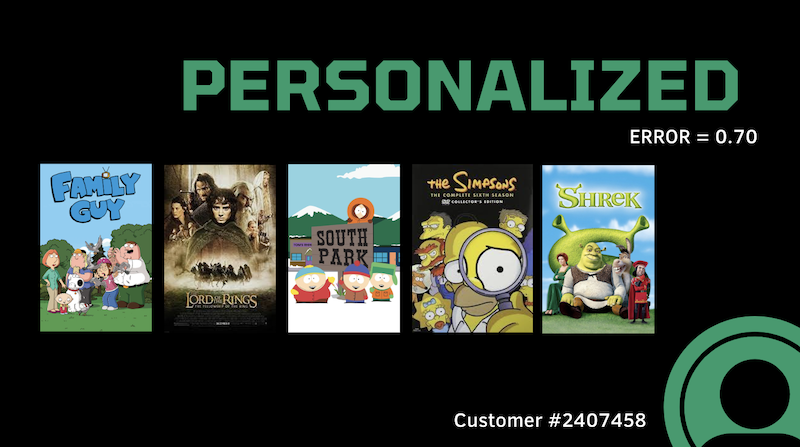 PERSONALIZED
ERROR = 0.70
FAMILY
GUY
THE LORD OF THE RINGS
THE FELLOWSHIP OF THE RING
SOUTH
PARK
the Simpsons
THE COMPLETE SIXTH SEASON
DVD COLLECTOR'S EDITION
SHREK
Customer #2407458